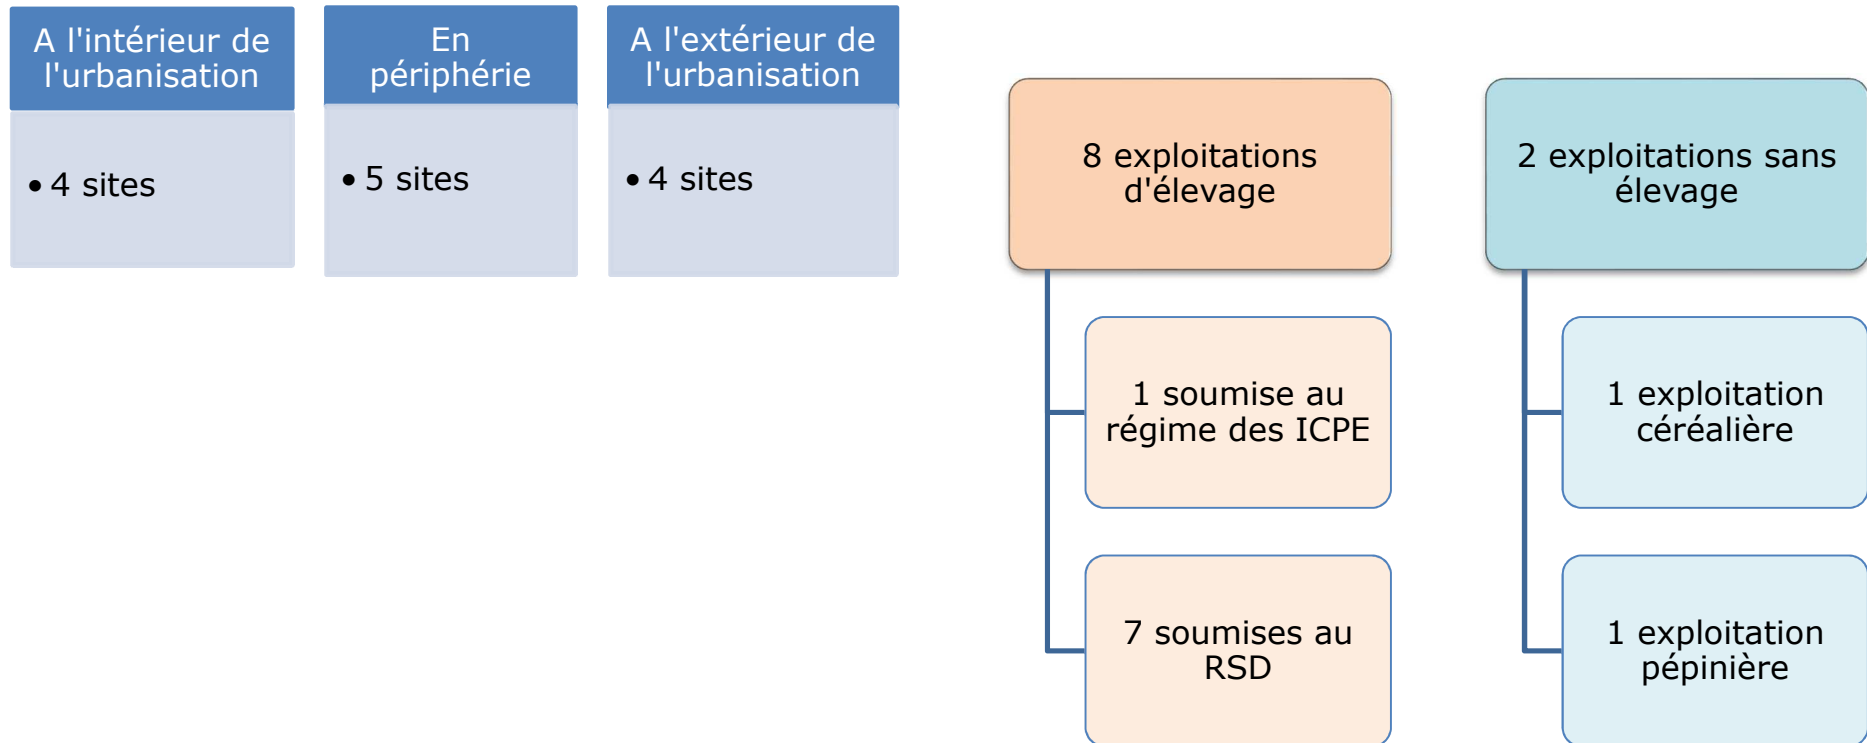 A l'intérieur de
l'urbanisation
• 4 sites
En
périphérie
• 5 sites
A l'extérieur de
l'urbanisation
• 4 sites
8 exploitations
d'élevage
1 soumise au
régime des ICPE
7 soumises au
RSD
2 exploitations sans
élevage
1 exploitation
céréalière
1 exploitation
pépinière